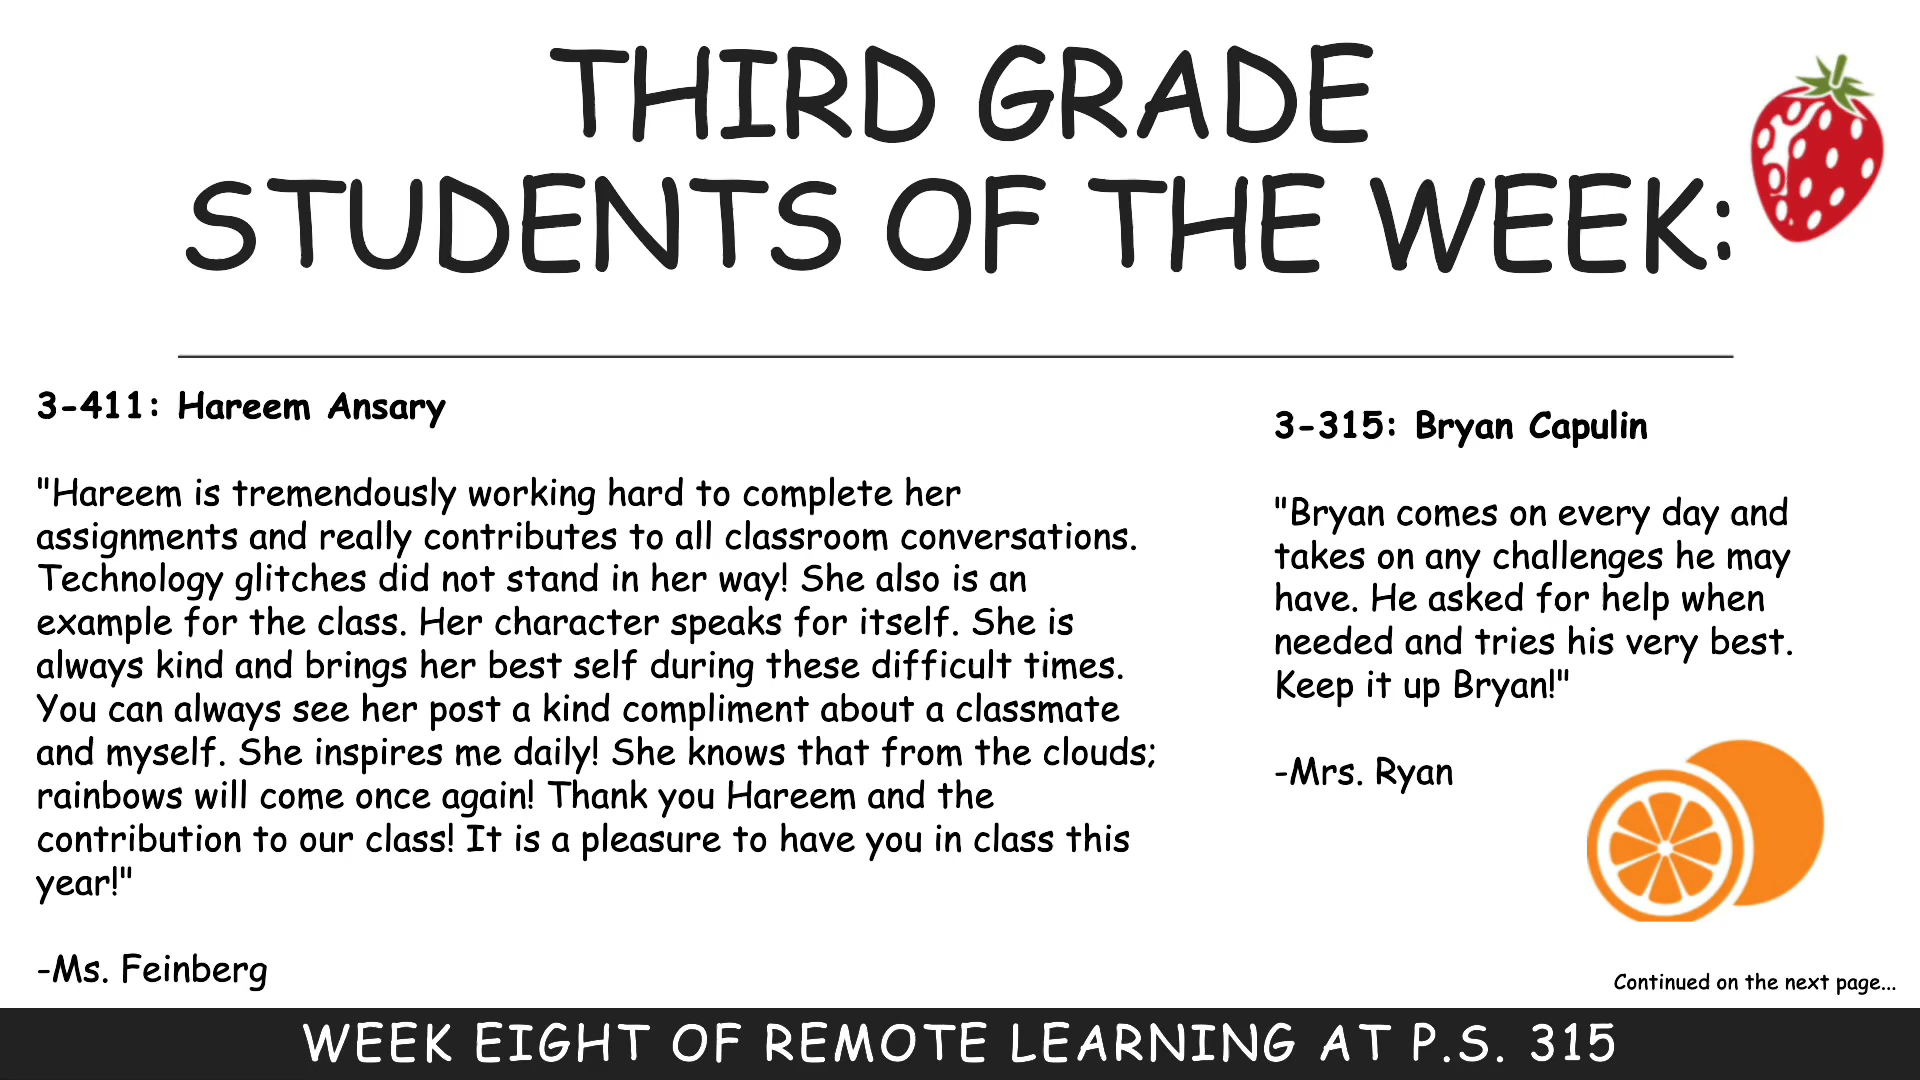 THIRD GRADE
STUDENTS OF THE WEEK:
3-411: Hareem Ansary
"Hareem is tremendously working hard to complete her
assignments and really contributes to all classroom conversations.
Technology glitches did not stand in her way! She also is an
example for the class. Her character speaks for itself. She is
always kind and brings her best self during these difficult times.
You can always see her post a kind compliment about a classmate
and myself. She inspires me daily! She knows that from the clouds;
rainbows will come once again! Thank you Hareem and the
contribution to our class! It is a pleasure to have you in class this
year!"
-Ms. Feinberg
3-315: Bryan Capulin
"Bryan comes on every day and
takes on any challenges he may
have. He asked for help when
needed and tries his very best.
Keep it up Bryan!"
-Mrs. Ryan
Continued on the next page...
WEEK EIGHT OF REMOTE LEARNING AT P.S. 315